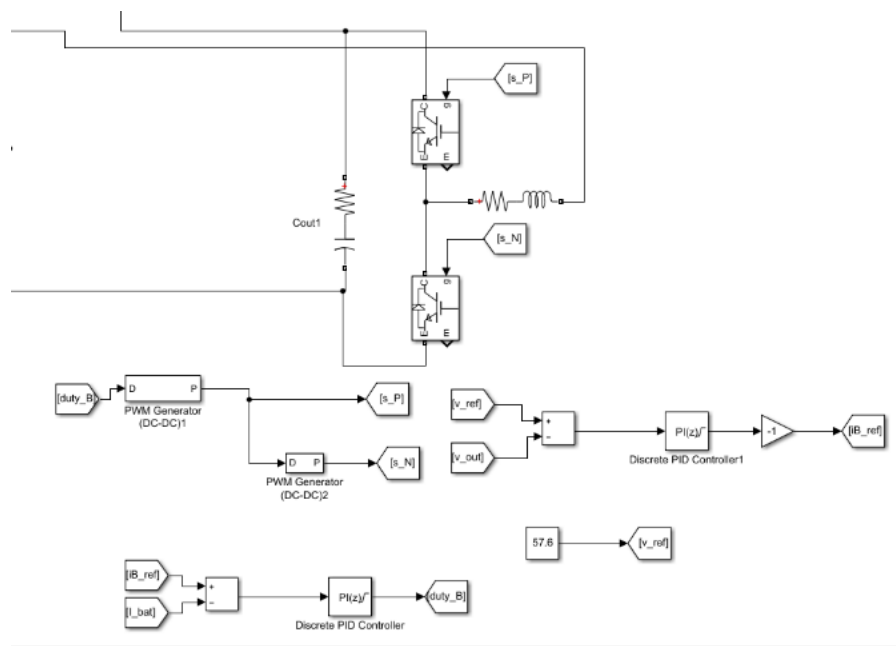 [s_P]
g
C
E
m
Cout1
[s_N]
g
C
E
m
[duty_B]
D
P
PWM Generator
(DC-DC)1
[s_P]
D
P
PWM Generator
(DC-DC)2
[s_N]
[v_ref]
[v_out]
+
−
PI(z)
Discrete PID Controller1
-1
[iB_ref]
57.6
[v_ref]
[iB_ref]
[I_bat]
+
−
PI(z)
Discrete PID Controller
[duty_B]